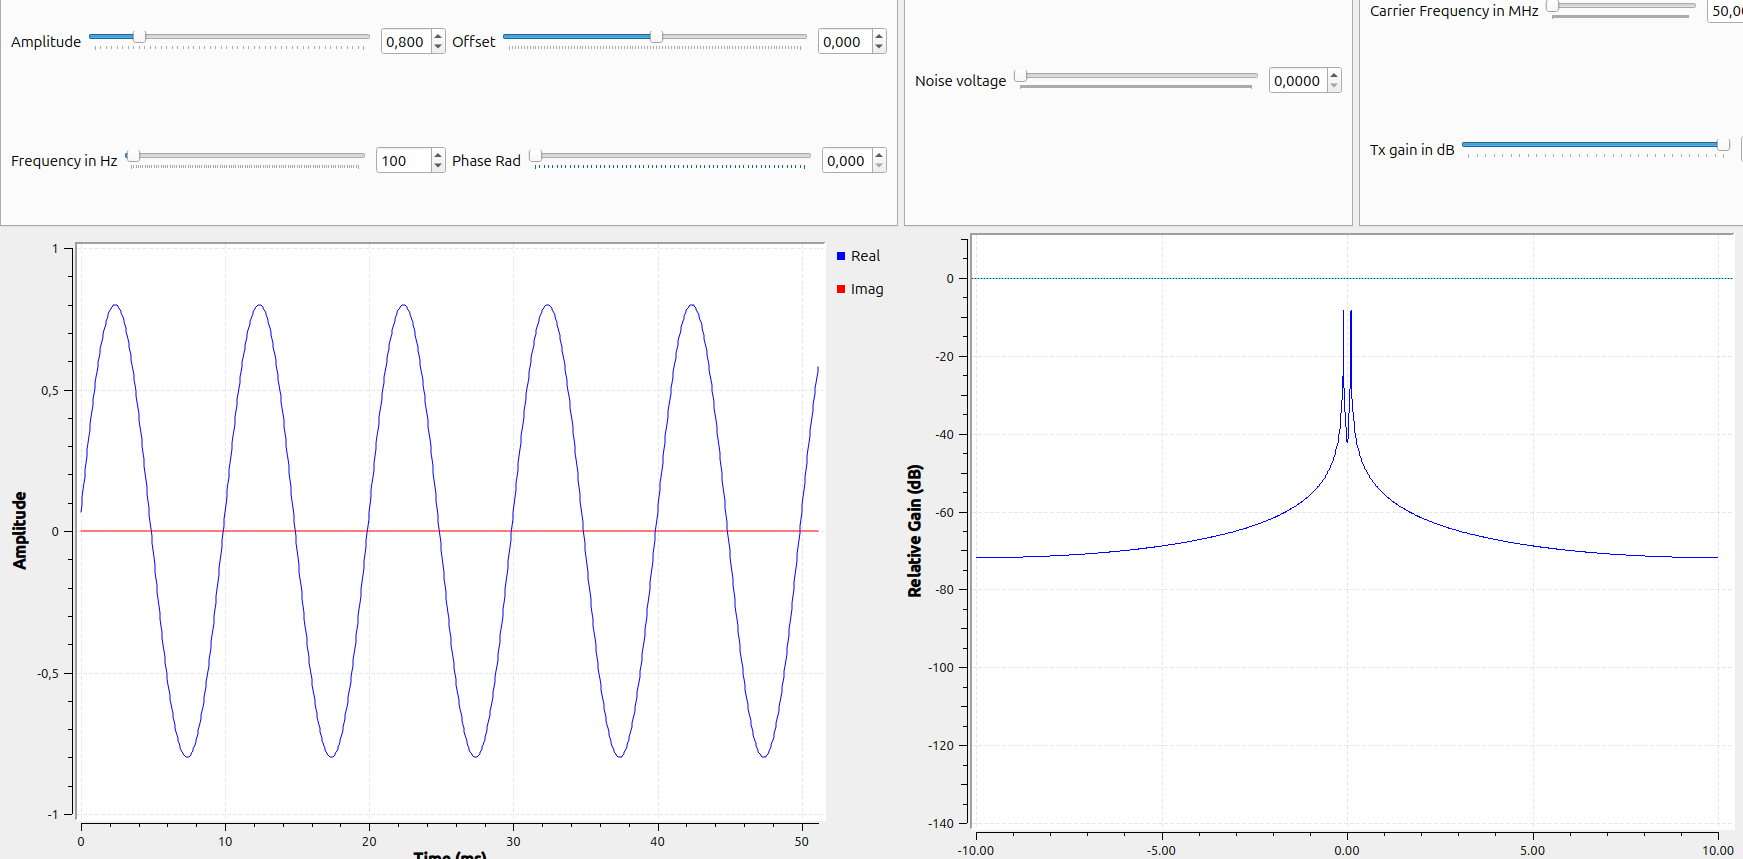 Amplitude 0,800 Offset 0,000
Frequency in Hz 100 Phase Rad 0,000
Noise voltage 0,0000
Carrier Frequency in MHz
Tx gain in dB
Real
Imag
Amplitude
1
0,5
0
-0,5
-1
0 10 20 30 40 50
Time (ms)
Relative Gain (dB)
0
-20
-40
-60
-80
-100
-120
-140
-10.00 -5.00 0.00 5.00 10.00